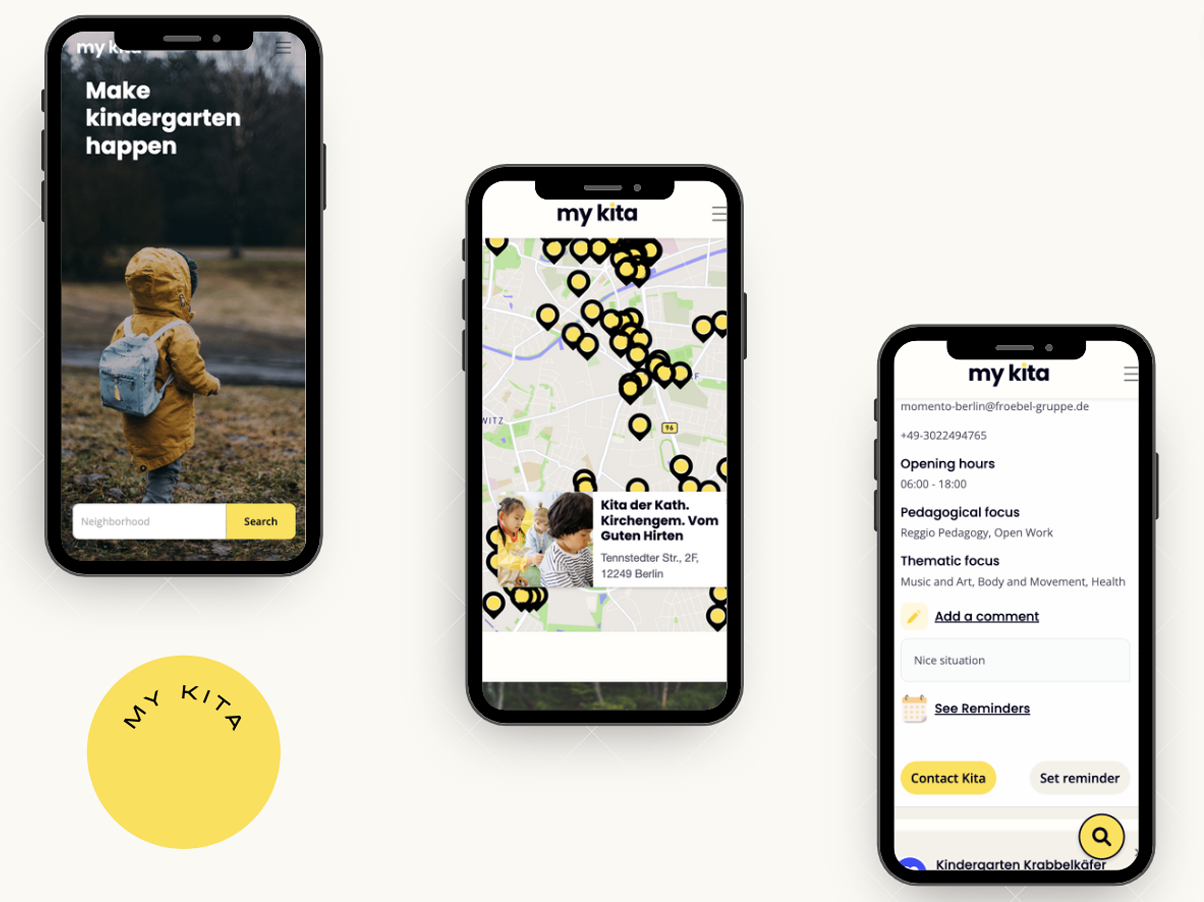 my kita
Make
kindergarten
happen
Neighborhood
Search
MY KITA
my kita
WITZ
F
96
Kita der Kath.
Kirchengem. Vom
Guten Hirten
Tennstedter Str., 2F,
12249 Berlin
my kita
momento-berlin@froebel-gruppe.de
+49-3022494765
Opening hours
06:00 - 18:00
Pedagogical focus
Reggio Pedagogy, Open Work
Thematic focus
Music and Art, Body and Movement, Health
Add a comment
Nice situation
See Reminders
Contact Kita
Set reminder
Kindergarten Krabbelkäfer